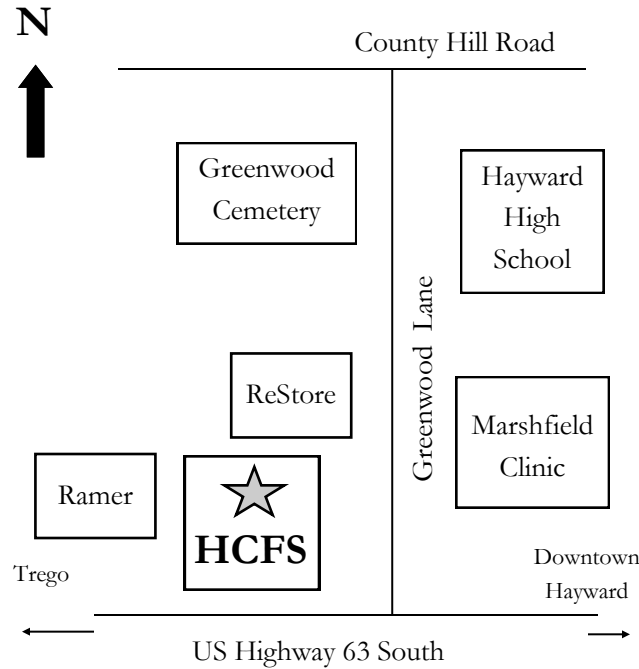 N
County Hill Road
Greenwood
Cemetery
Hayward
High
School
Greenwood Lane
ReStore
Marshfield
Clinic
Ramer
HCFS
Trego
Downtown
Hayward
US Highway 63 South